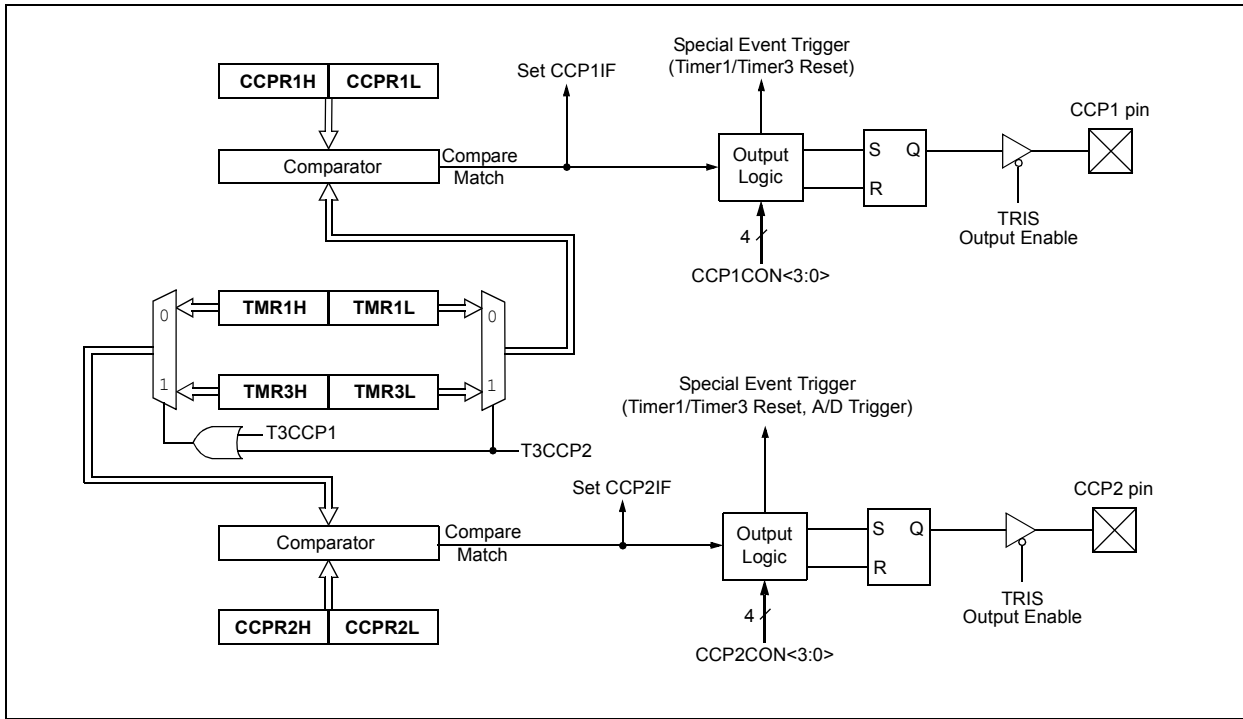 Special Event Trigger
(Timer1/Timer3 Reset)
Set CCP1IF
CCPR1H CCPR1L
CCP1 pin
Comparator
Compare
Match
Output
Logic
S Q
R
TRIS
Output Enable
4
CCP1CON<3:0>
0 TMR1H TMR1L 0
1 TMR3H TMR3L 1
T3CCP1
T3CCP2
Special Event Trigger
(Timer1/Timer3 Reset, A/D Trigger)
Set CCP2IF
CCP2 pin
Comparator
Compare
Match
Output
Logic
S Q
R
TRIS
Output Enable
4
CCPR2H CCPR2L
CCP2CON<3:0>